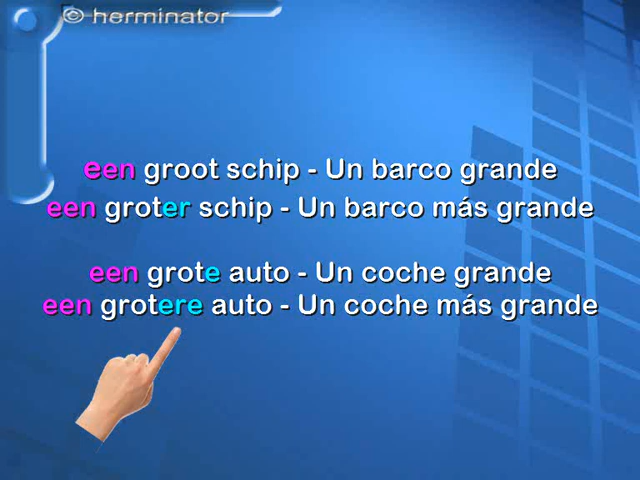 © herminator
een groot schip - Un barco grande
een groter schip - Un barco más grande
een grote auto - Un coche grande
een grotere auto - Un coche más grande